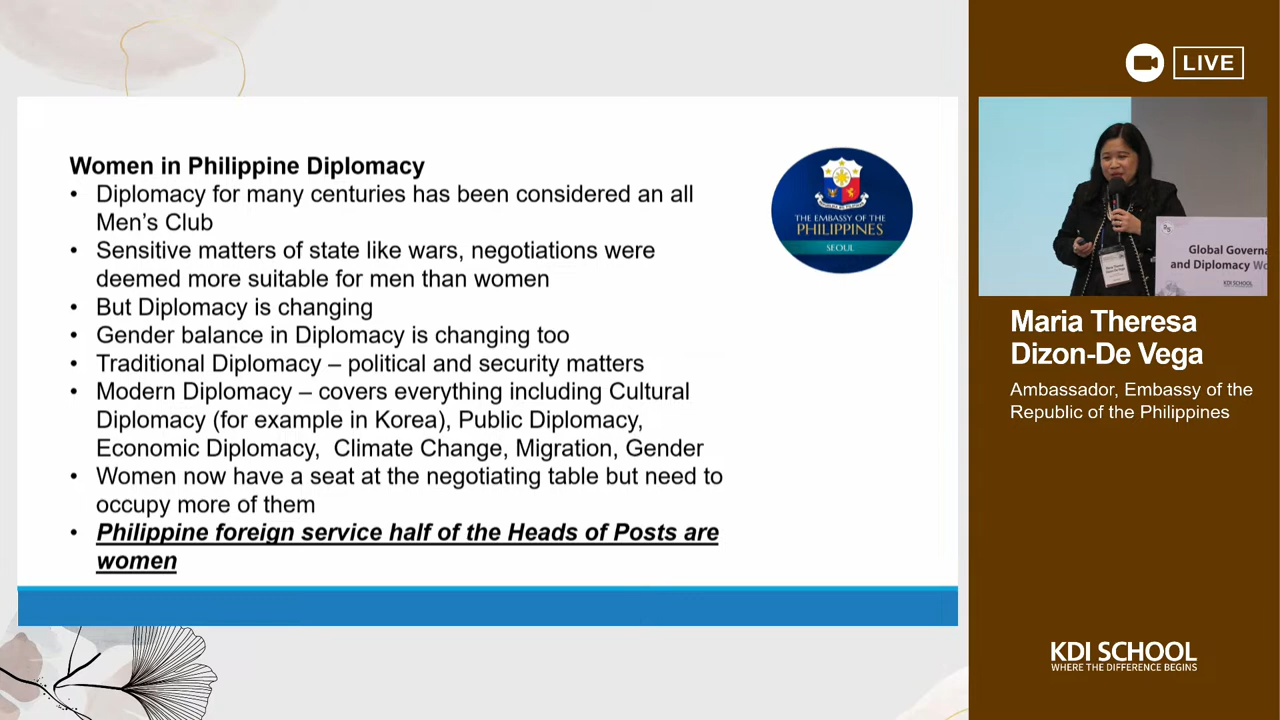 Women in Philippine Diplomacy
• Diplomacy for many centuries has been considered an all
Men’s Club
• Sensitive matters of state like wars, negotiations were
deemed more suitable for men than women
• But Diplomacy is changing
• Gender balance in Diplomacy is changing too
• Traditional Diplomacy – political and security matters
• Modern Diplomacy – covers everything including Cultural
Diplomacy (for example in Korea), Public Diplomacy,
Economic Diplomacy, Climate Change, Migration, Gender
• Women now have a seat at the negotiating table but need to
occupy more of them
• Philippine foreign service half of the Heads of Posts are
women
THE EMBASSY OF THE
PHILIPPINES
SEOUL
LIVE
Global Governa
and Diplomacy Wo
KDI SCHOOL
Maria Theresa
Dizon-De Vega
Ambassador, Embassy of the
Republic of the Philippines
KDI SCHOOL
WHERE THE DIFFERENCE BEGINS